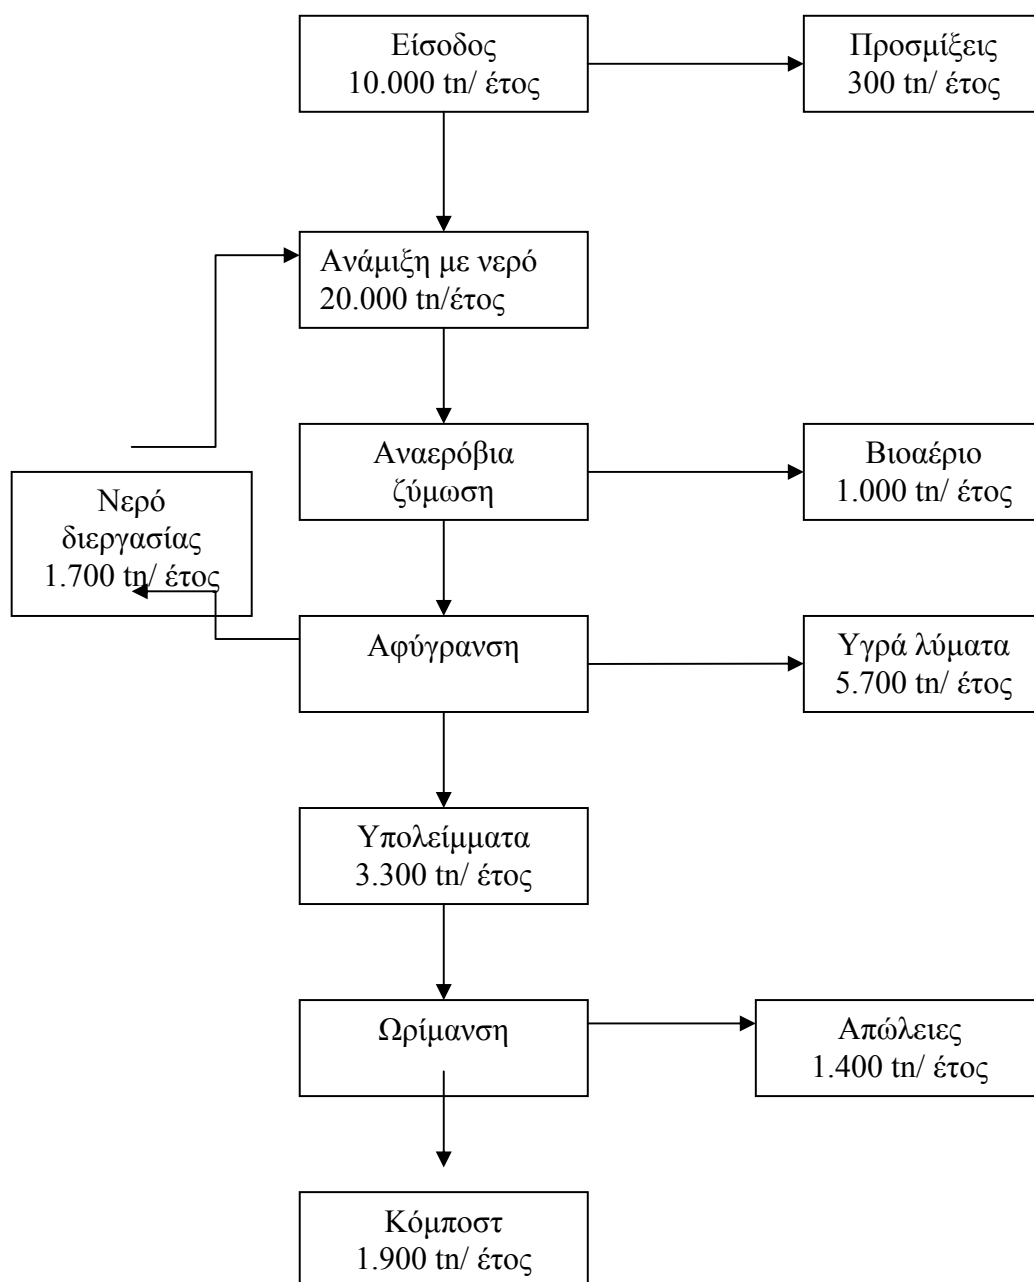 Είσοδος
10.000 tn/ έτος
Προσμίξεις
300 tn/ έτος
Ανάμιξη με νερό
20.000 tn/έτος
Αναερόβια
ζύμωση
Βιοαέριο
1.000 tn/ έτος
Νερό
διεργασίας
1.700 tn/ έτος
Αφύγρανση
Υγρά λύματα
5.700 tn/ έτος
Υπολείμματα
3.300 tn/ έτος
Ωρίμανση
Απώλειες
1.400 tn/ έτος
Κόμποστ
1.900 tn/ έτος